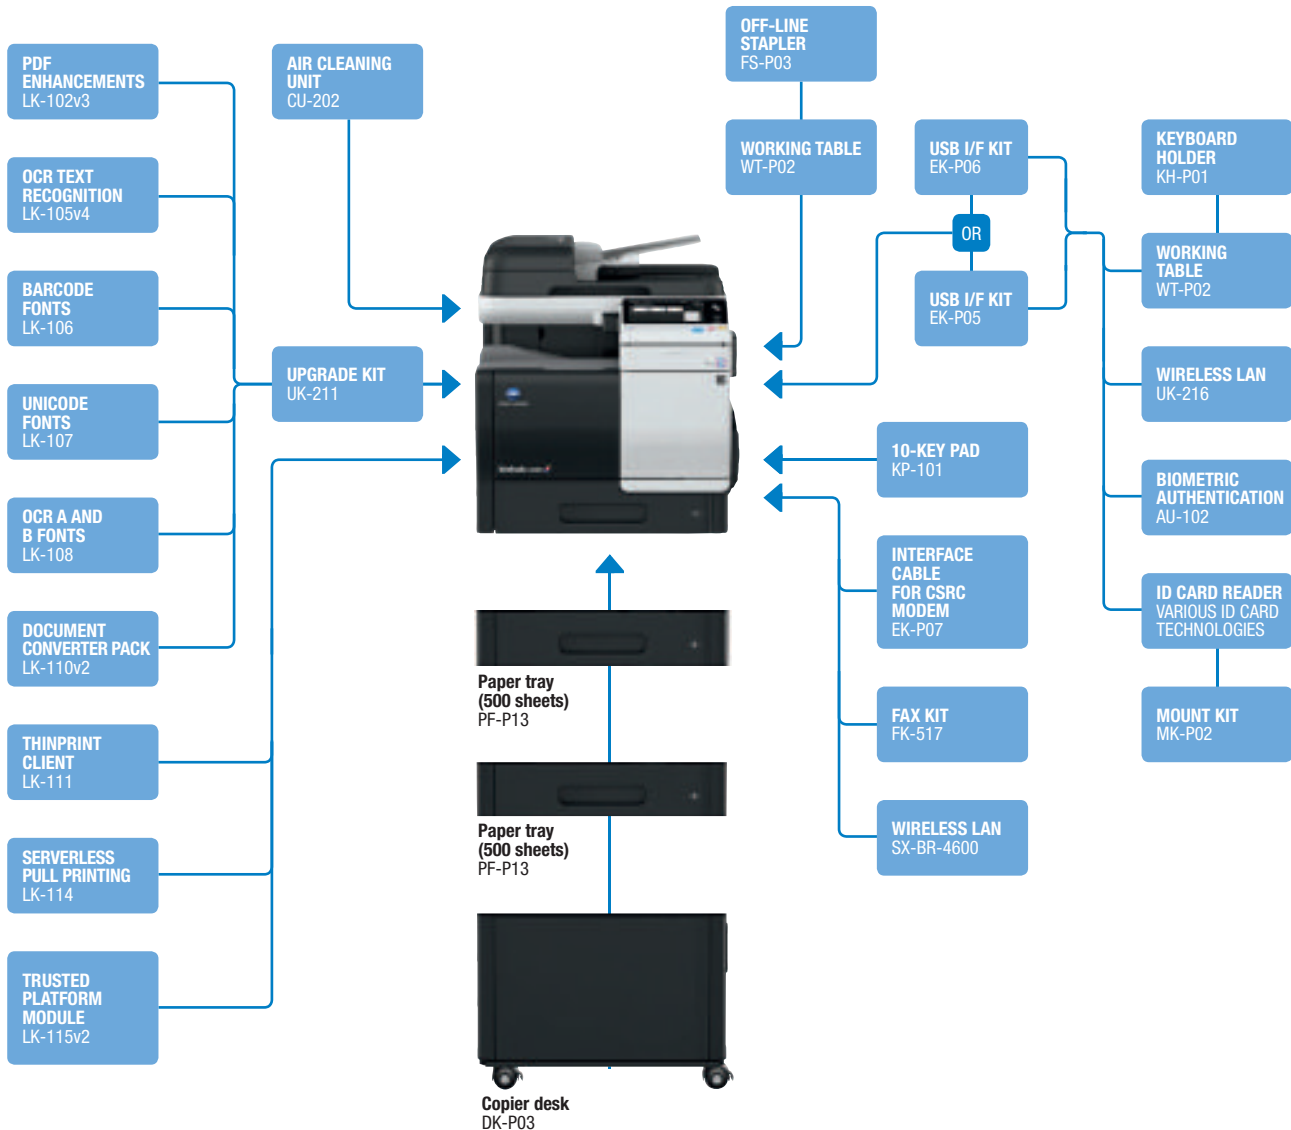 PDF
ENHANCEMENTS
LK-102v3
OCR TEXT
RECOGNITION
LK-105v4
BARCODE
FONTS
LK-106
UNICODE
FONTS
LK-107
OCR A AND
B FONTS
LK-108
DOCUMENT
CONVERTER PACK
LK-110v2
THINPRINT
CLIENT
LK-111
SERVERLESS
PULL PRINTING
LK-114
TRUSTED
PLATFORM
MODULE
LK-115v2
AIR CLEANING
UNIT
CU-202
UPGRADE KIT
UK-211
Paper tray
(500 sheets)
PF-P13
Paper tray
(500 sheets)
PF-P13
Copier desk
DK-P03
OFF-LINE
STAPLER
FS-P03
WORKING TABLE
WT-P02
USB I/F KIT
EK-P06
OR
USB I/F KIT
EK-P05
10-KEY PAD
KP-101
INTERFACE
CABLE
FOR CSRC
MODEM
EK-P07
FAX KIT
FK-517
WIRELESS LAN
SX-BR-4600
KEYBOARD
HOLDER
KH-P01
WORKING
TABLE
WT-P02
WIRELESS LAN
UK-216
BIOMETRIC
AUTHENTICATION
AU-102
ID CARD READER
VARIOUS ID CARD
TECHNOLOGIES
MOUNT KIT
MK-P02